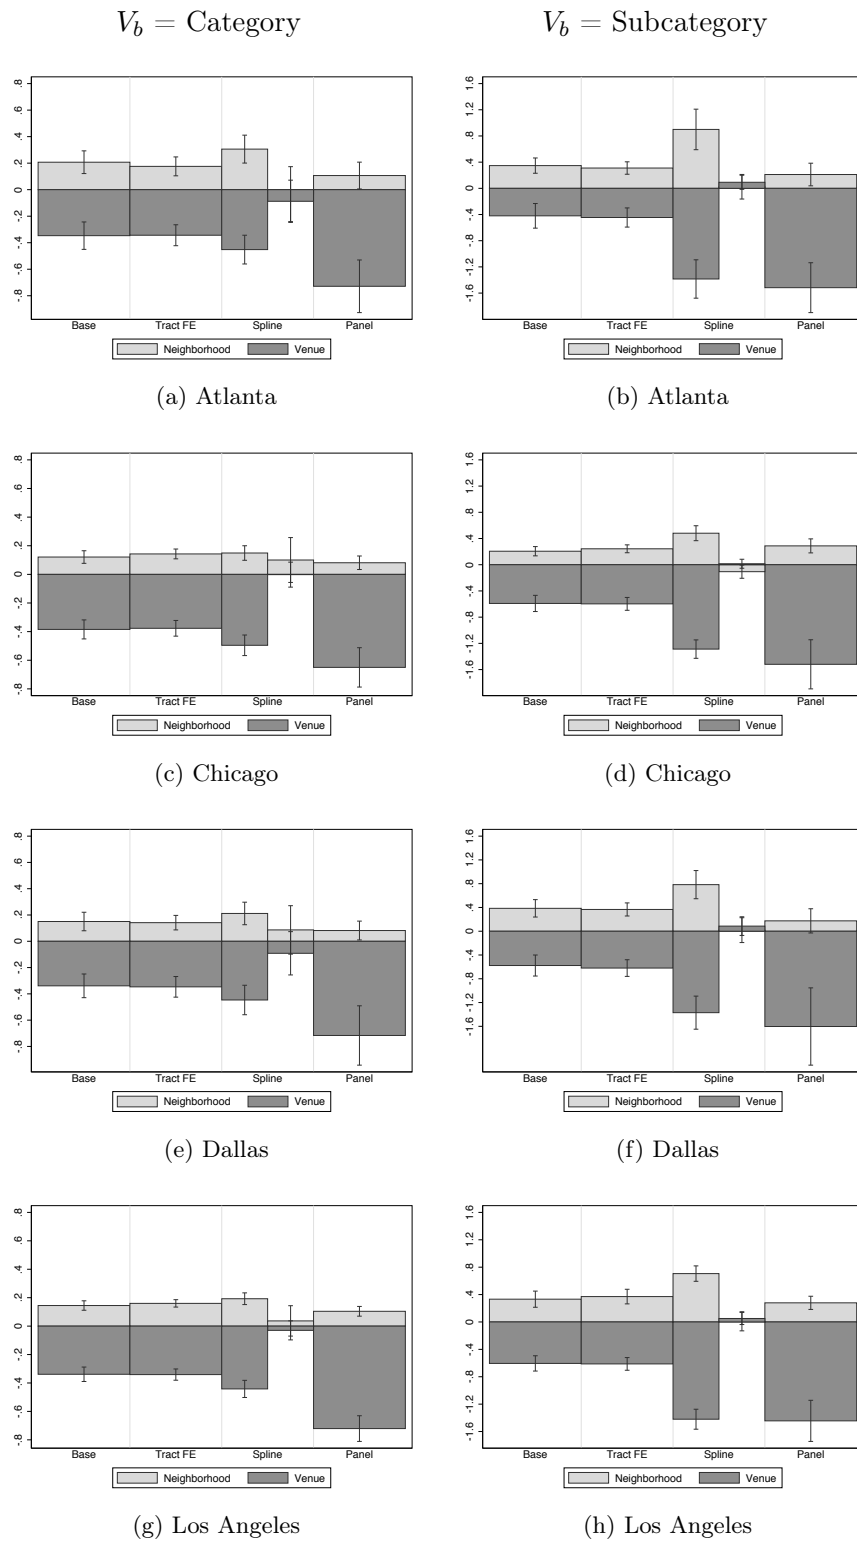 V_b = Category
V_b = Subcategory
.8
.6
.4
.2
0
-.2
-.4
-.6
-.8
Base Tract FE Spline Panel
Neighborhood Venue
(a) Atlanta
1.6
1.2
.8
.4
0
-.4
-.8
-1.2
-1.6
Base Tract FE Spline Panel
Neighborhood Venue
(b) Atlanta
.8
.6
.4
.2
0
-.2
-.4
-.6
-.8
Base Tract FE Spline Panel
Neighborhood Venue
(c) Chicago
1.6
1.2
.8
.4
0
-.4
-.8
-1.2
-1.6
Base Tract FE Spline Panel
Neighborhood Venue
(d) Chicago
.8
.6
.4
.2
0
-.2
-.4
-.6
-.8
Base Tract FE Spline Panel
Neighborhood Venue
(e) Dallas
1.6
1.2
.8
.4
0
-.4
-.8
-1.2
-1.6
Base Tract FE Spline Panel
Neighborhood Venue
(f) Dallas
.8
.6
.4
.2
0
-.2
-.4
-.6
-.8
Base Tract FE Spline Panel
Neighborhood Venue
(g) Los Angeles
1.6
1.2
.8
.4
0
-.4
-.8
-1.2
-1.6
Base Tract FE Spline Panel
Neighborhood Venue
(h) Los Angeles